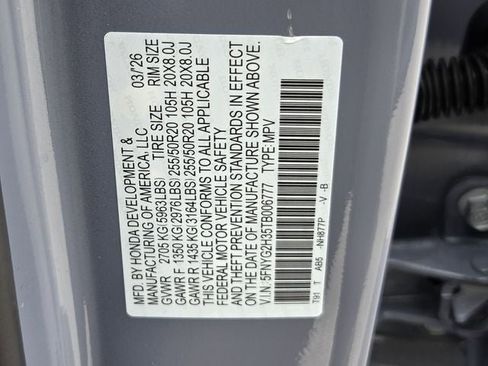 MFD. BY HONDA DEVELOPMENT & 03/26
MANUFACTURING OF AMERICA, LLC
TIRE SIZE RIM SIZE
GVWR 2705 KG(5963LBS)
GAWR F 1350 KG(2976LBS)255/50R20 105H 20X8.0J
GAWR R 1435 KG(3164LBS)255/50R20 105H 20X8.0J
THIS VEHICLE CONFORMS TO ALL APPLICABLE
FEDERAL MOTOR VEHICLE SAFETY
AND THEFT PREVENTION STANDARDS IN EFFECT
ON THE DATE OF MANUFACTURE SHOWN ABOVE.
V.I.N.: 5FNYG2H35TB006777 TYPE: MPV
T91 T AB5 -NH877P -V -B